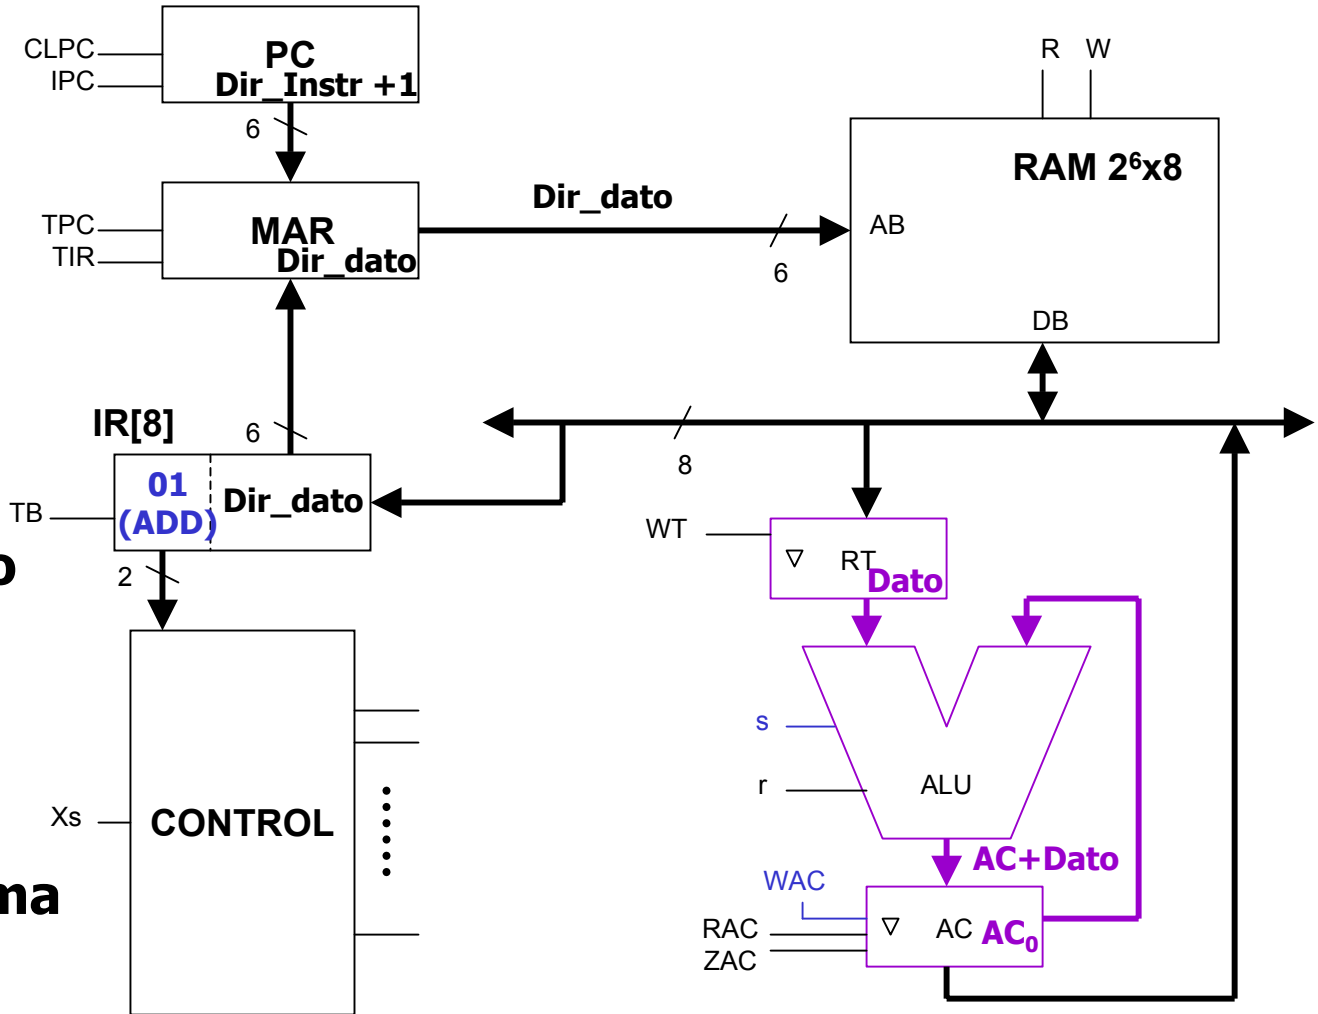 CLPC
IPC
PC
Dir_Instr +1
6
R W
RAM 2⁶x8
TPC
TIR
MAR
Dir_dato
Dir_dato
6
AB
DB
IR[8]
6
TB
01
(ADD)
Dir_dato
8
2
o
WT
RT
Dato
s
r
ALU
Xs
CONTROL
AC+Dato
ma
WAC
RAC
ZAC
AC
AC₀